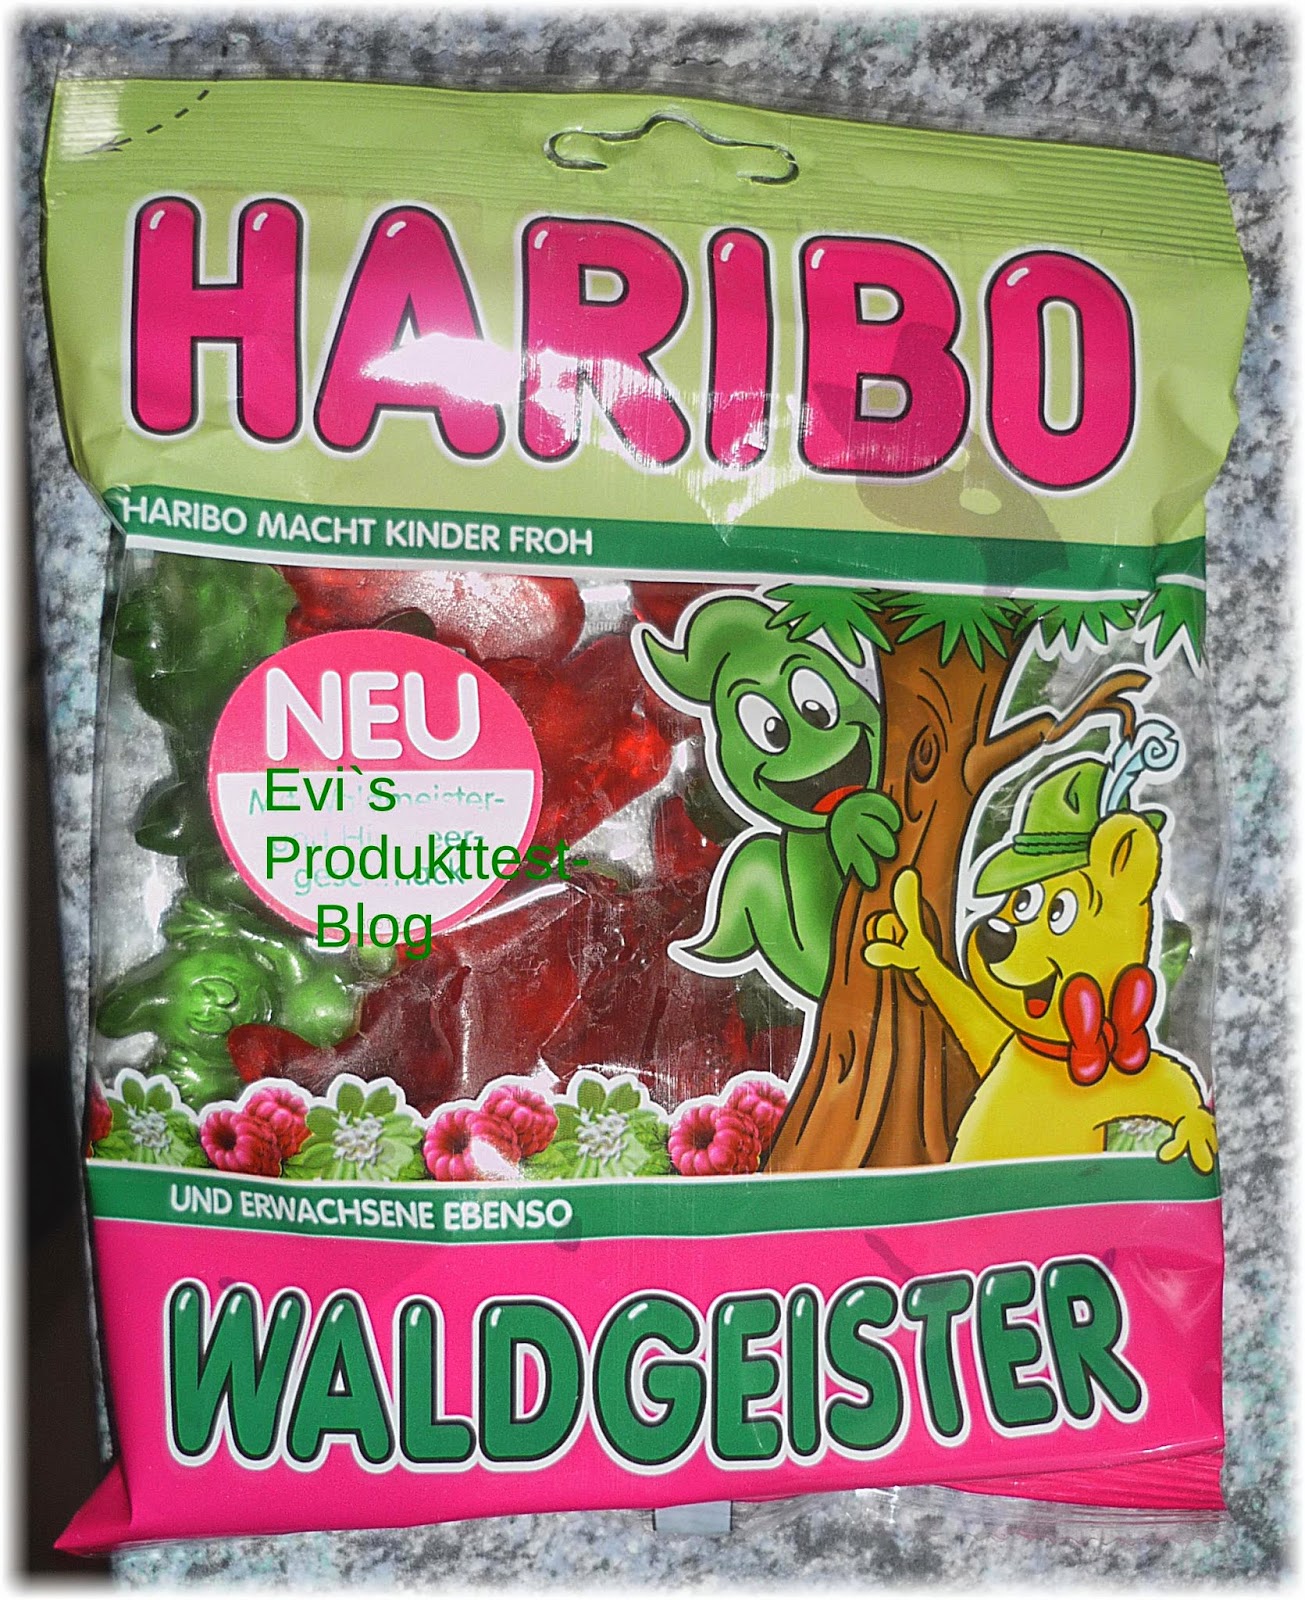 HARIBO
HARIBO MACHT KINDER FROH
NEU
Evi`s
Produkttest-
Blog
UND ERWACHSENE EBENSO
WALDGEISTER